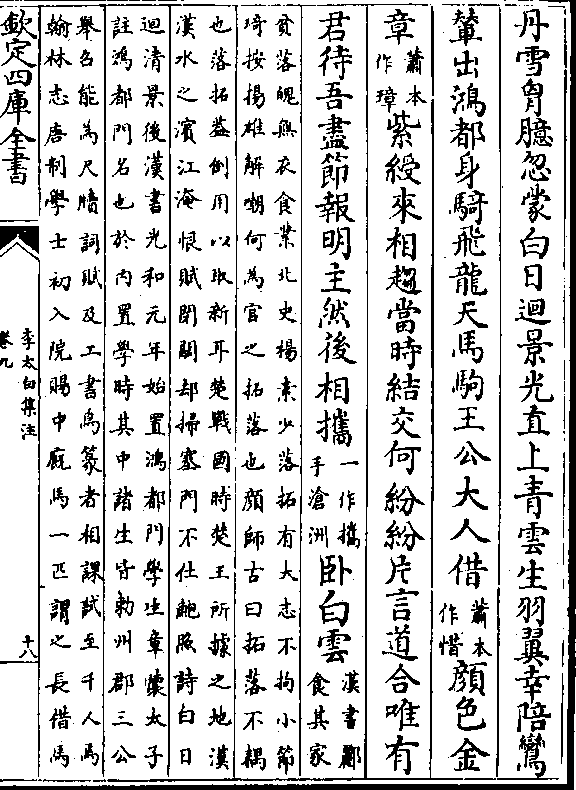 丹雪胷臆忽蒙白日迴景光直上青雲生羽翼幸陪鸞
輦出鴻都身騎飛龍天馬駒王公大人借蕭本作惜顔色金
章蕭本作璋紫綬來相趨當時結交何紛紛片言道合唯有
君待吾盡節報明主然後相攜一作攜手滄洲卧白雲漢書酈食其家
貧落魄無衣食業北史楊素少落拓有大志不拘小節
琦按揚雄解嘲何為官之拓落也顔師古曰拓落不耦
也落拓葢倒用以取新耳楚戰國時楚王所據之地漢
漢水之濵江淹恨賦閉關却掃塞門不仕鮑照詩白日
迴清景後漢書光和元年始置鴻都門學生章懷太子
註鴻都門名也於内置學時其中諸生皆勅州郡三公
舉召能為尺牘詞賦及工書鳥篆者相課試至千人焉
翰林志唐制學士初入院賜中廐馬一匹謂之長借馬
欽定四庫全書
李太白集注
卷九
十八